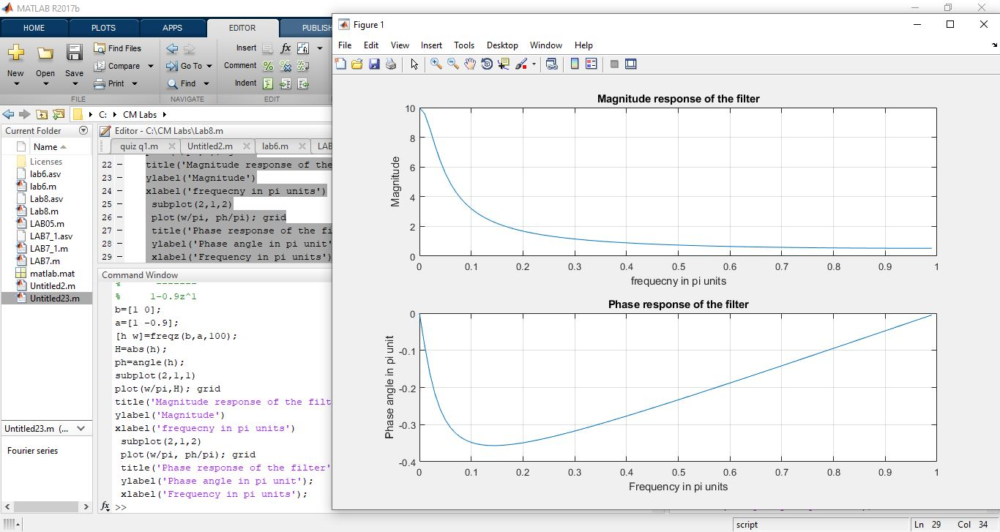 MATLAB R2017b
HOME PLOTS APPS EDITOR PUBLISH
New Open Save
Find Files
Compare
Print
Go To
Find
Insert
Comment
Indent
FILE NAVIGATE EDIT
C: CM Labs
Current Folder
Name
Licenses
lab6.asv
lab6.m
Lab8.asv
Lab8.m
LAB05.m
LAB7_1.asv
LAB7_1.m
LAB7.m
matlab.mat
Untitled2.m
Untitled23.m
Untitled23.m (...
Fourier series
Editor - C:\CM Labs\Lab8.m
quiz q1.m Untitled2.m lab6.m LAB
22 – title('Magnitude response of the
23 – ylabel('Magnitude')
24 – xlabel('frequecny in pi units')
25 – subplot(2,1,2)
26 – plot(w/pi, ph/pi); grid
27 – title('Phase response of the fi
28 – ylabel('Phase angle in pi unit'
29 – xlabel('Frequency in pi units')
Command Window
% -------
% 1-0.9z^1
b=[1 0];
a=[1 -0.9];
[h w]=freqz(b,a,100);
H=abs(h);
ph=angle(h);
subplot(2,1,1)
plot(w/pi,H); grid
title('Magnitude response of the filt
ylabel('Magnitude')
xlabel('frequecny in pi units')
subplot(2,1,2)
plot(w/pi, ph/pi); grid
title('Phase response of the filter'
ylabel('Phase angle in pi unit');
xlabel('Frequency in pi units');
fx >>
Figure 1
File Edit View Insert Tools Desktop Window Help
Magnitude response of the filter
Magnitude
10
8
6
4
2
0
0 0.1 0.2 0.3 0.4 0.5 0.6 0.7 0.8 0.9 1
frequecny in pi units
Phase response of the filter
Phase angle in pi unit
0
-0.1
-0.2
-0.3
-0.4
0 0.1 0.2 0.3 0.4 0.5 0.6 0.7 0.8 0.9 1
Frequency in pi units
script Ln 29 Col 34